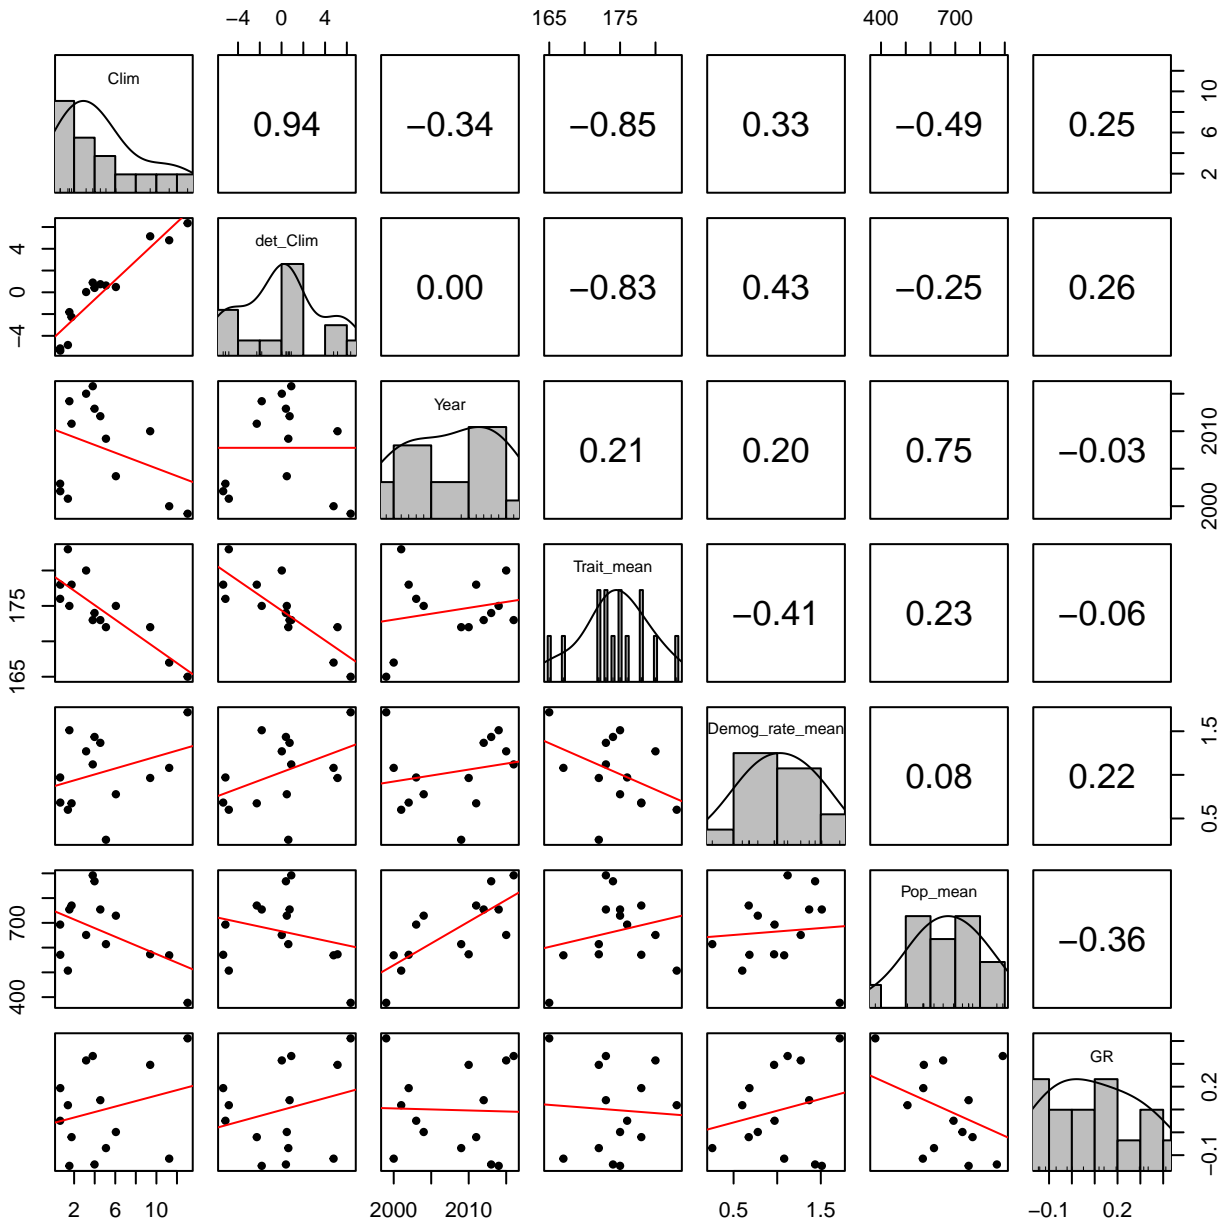 −4 0 4 165 175 400 700
Clim 0.94 −0.34 −0.85 0.33 −0.49 0.25 2 6 10
−4 0 4 det_Clim 0.00 −0.83 0.43 −0.25 0.26
Year 0.21 0.20 0.75 −0.03 2000 2010
165 175 Trait_mean −0.41 0.23 −0.06
Demog_rate_mean 0.08 0.22 0.5 1.5
400 700 Pop_mean −0.36
GR −0.1 0.2
2 6 10 2000 2010 0.5 1.5 −0.1 0.2